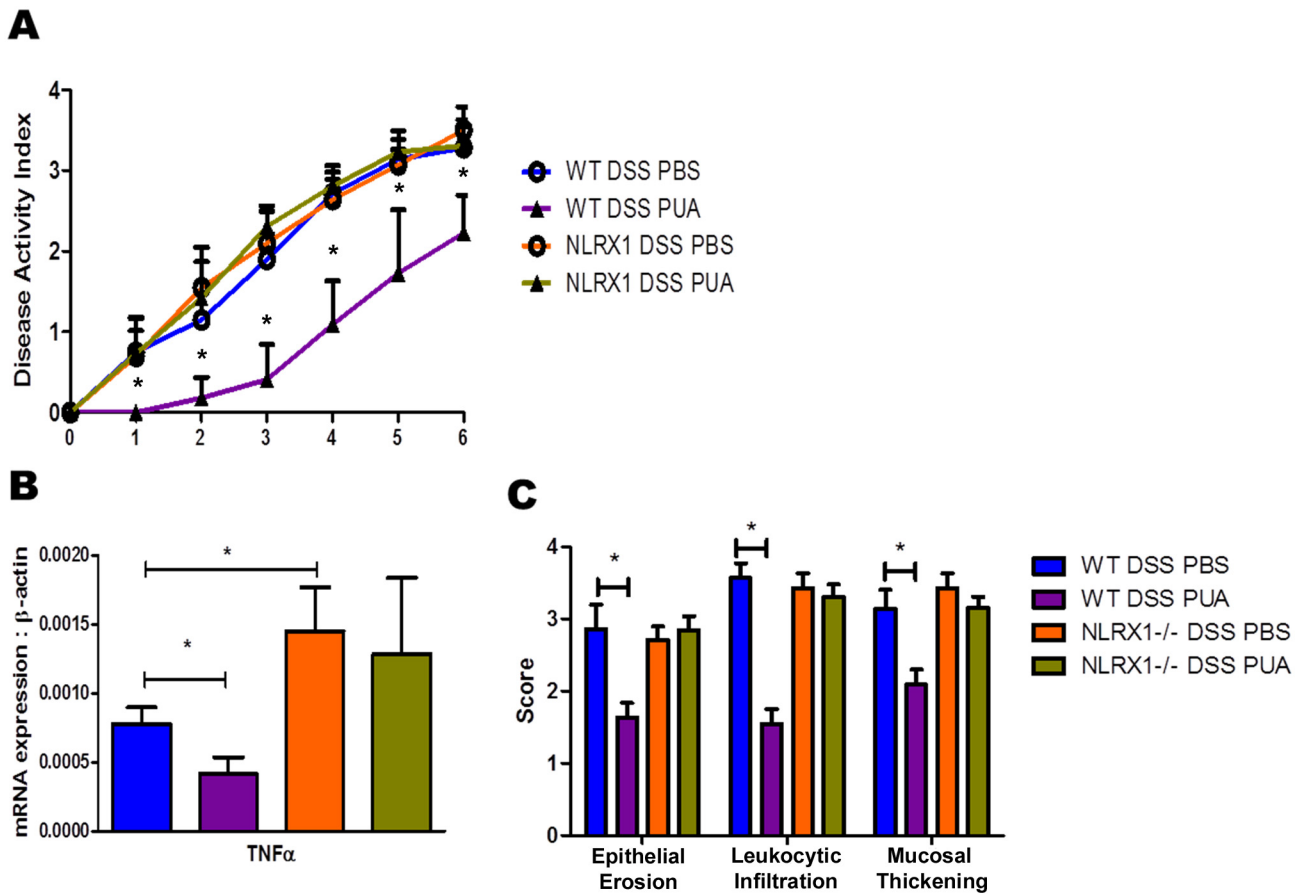 A
Disease Activity Index
4
3
2
1
0
0 1 2 3 4 5 6
* * * * * *
WT DSS PBS
WT DSS PUA
NLRX1 DSS PBS
NLRX1 DSS PUA
B
mRNA expression : β-actin
0.0020
0.0015
0.0010
0.0005
0.0000
*
*
TNFα
C
Score
4
3
2
1
0
* * *
Epithelial
Erosion
Leukocytic
Infiltration
Mucosal
Thickening
WT DSS PBS
WT DSS PUA
NLRX1-/- DSS PBS
NLRX1-/- DSS PUA